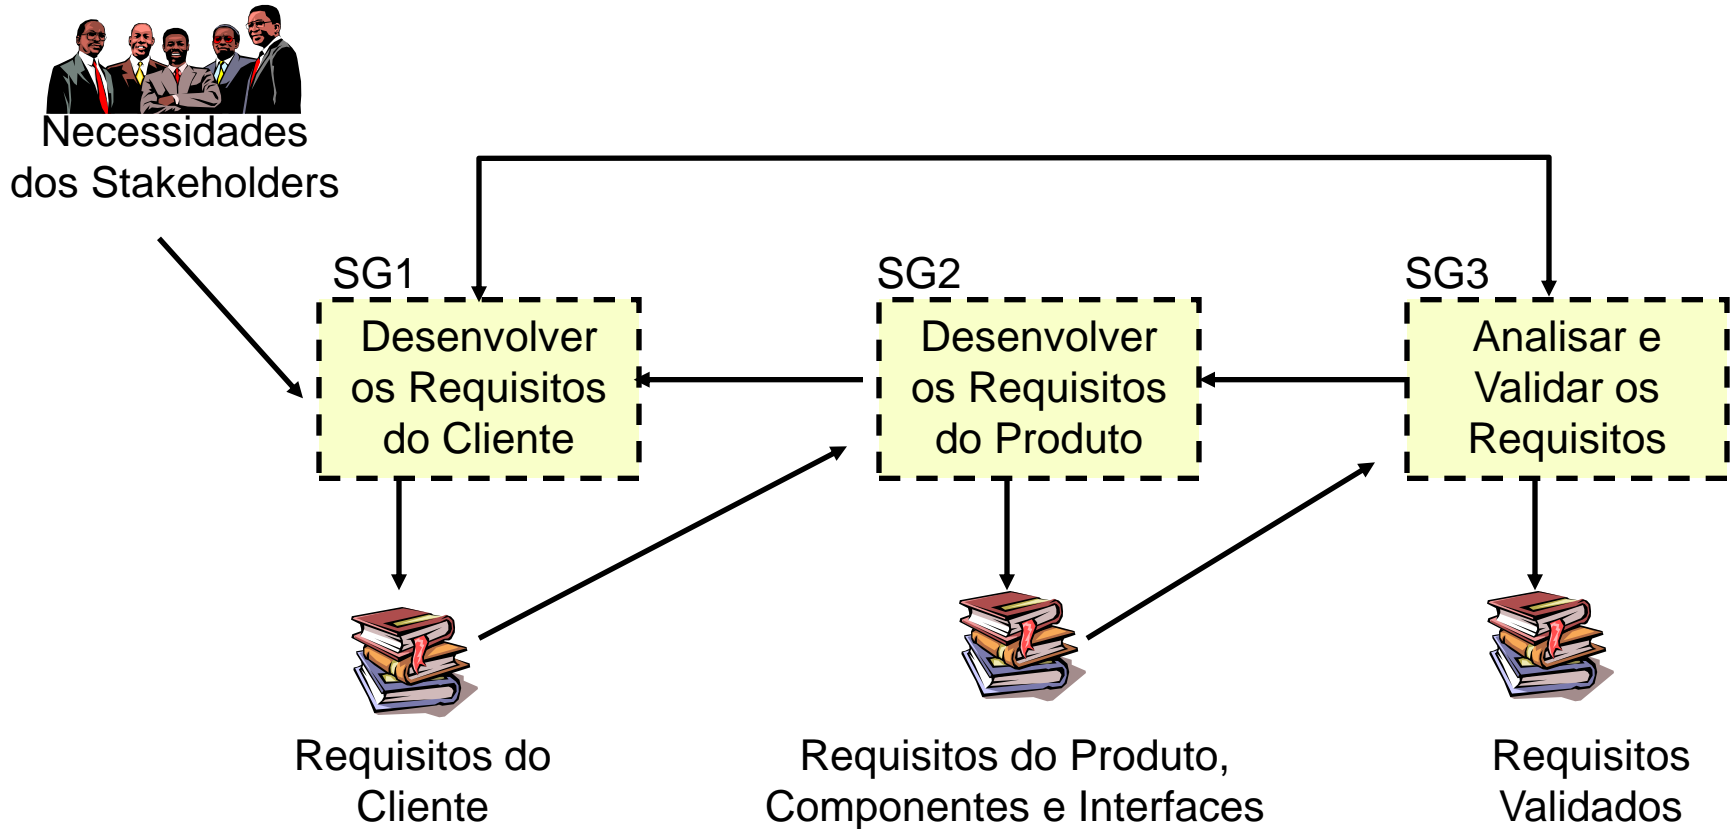 Necessidades
dos Stakeholders
SG1
Desenvolver
os Requisitos
do Cliente
SG2
Desenvolver
os Requisitos
do Produto
SG3
Analisar e
Validar os
Requisitos
Requisitos do
Cliente
Requisitos do Produto,
Componentes e Interfaces
Requisitos
Validados